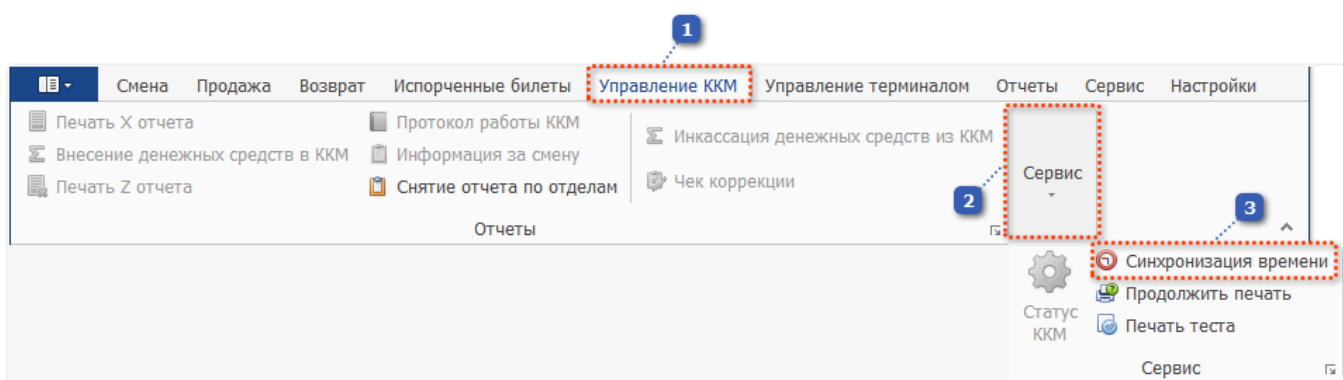 1
Смена Продажа Возврат Испорченные билеты Управление ККМ Управление терминалом Отчеты Сервис Настройки
Печать X отчета
Внесение денежных средств в ККМ
Печать Z отчета
Протокол работы ККМ
Информация за смену
Снятие отчета по отделам
Инкассация денежных средств из ККМ
Чек коррекции
Отчеты
2
Сервис
3
Статус
ККМ
Синхронизация времени
Продолжить печать
Печать теста
Сервис